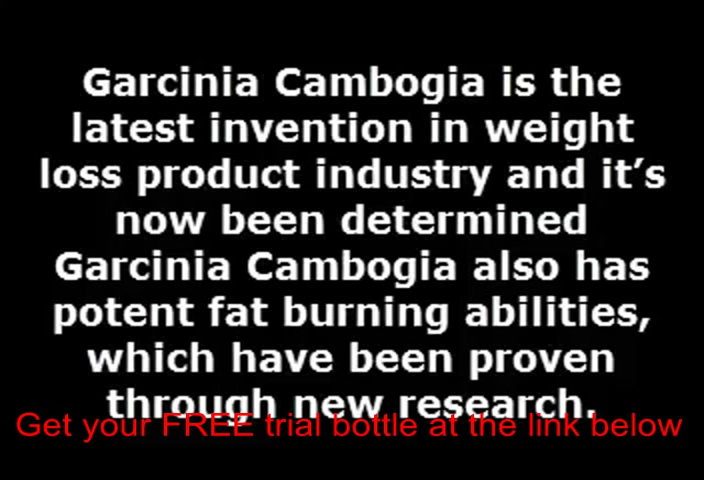 Garcinia Cambogia is the
latest invention in weight
loss product industry and it’s
now been determined
Garcinia Cambogia also has
potent fat burning abilities,
which have been proven
through new research.
Get your FREE trial bottle at the link below